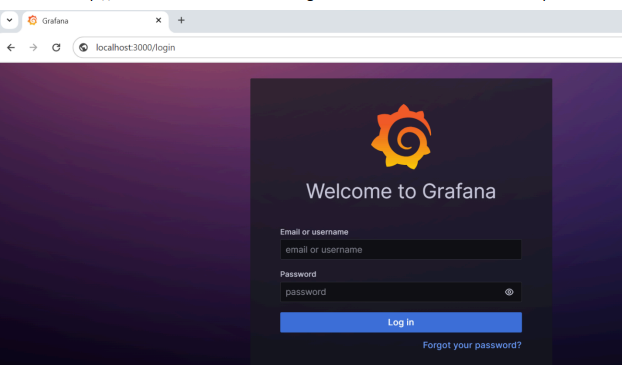 Grafana
localhost:3000/login
Welcome to Grafana
Email or username
email or username
Password
password
Log in
Forgot your password?